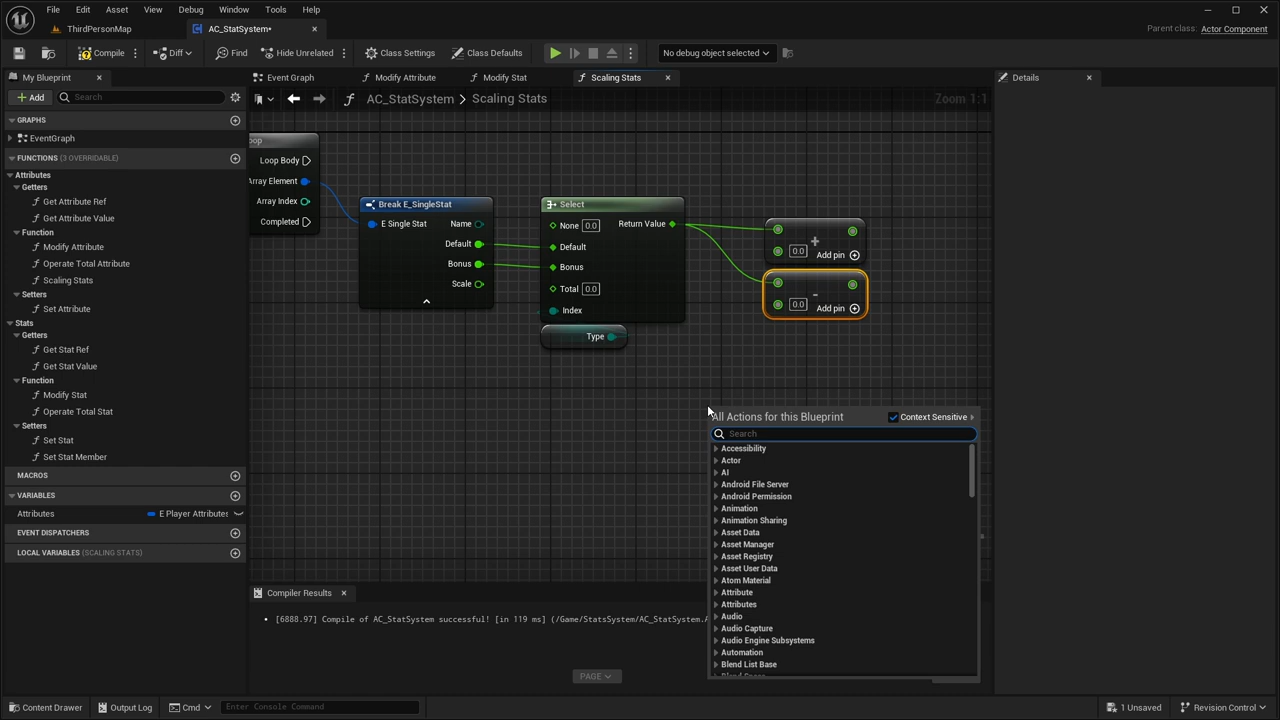 File Edit Asset View Debug Window Tools Help
ThirdPersonMap AC_StatSystem•
Parent class: Actor Component
Compile Diff Find Hide Unrelated Class Settings Class Defaults No debug object selected
My Blueprint Event Graph Modify Attribute Modify Stat Scaling Stats Details
Add Search
AC_StatSystem Scaling Stats Zoom 1:1
GRAPHS
EventGraph
FUNCTIONS (3 OVERRIDABLE)
Attributes
Getters
Get Attribute Ref
Get Attribute Value
Function
Modify Attribute
Operate Total Attribute
Scaling Stats
Setters
Set Attribute
Stats
Getters
Get Stat Ref
Get Stat Value
Function
Modify Stat
Operate Total Stat
Setters
Set Stat
Set Stat Member
MACROS
VARIABLES
Attributes E Player Attributes
EVENT DISPATCHERS
LOCAL VARIABLES (SCALING STATS)
oop
Loop Body
Array Element
Array Index
Completed
Break E_SingleStat
E Single Stat Name
Default
Bonus
Scale
Select
None 0.0 Return Value
Default
Bonus
Total 0.0
Index
Type
+
0.0 Add pin
-
0.0 Add pin
All Actions for this Blueprint Context Sensitive
Search
Accessibility
Actor
AI
Android File Server
Android Permission
Animation
Animation Sharing
Asset Data
Asset Manager
Asset Registry
Asset User Data
Atom Material
Attribute
Attributes
Audio
Audio Capture
Audio Engine Subsystems
Automation
Blend List Base
Compiler Results
[6888.97] Compile of AC_StatSystem successful! [in 119 ms] (/Game/StatsSystem/AC_StatSystem.A
PAGE
Content Drawer Output Log Cmd Enter Console Command 1 Unsaved Revision Control